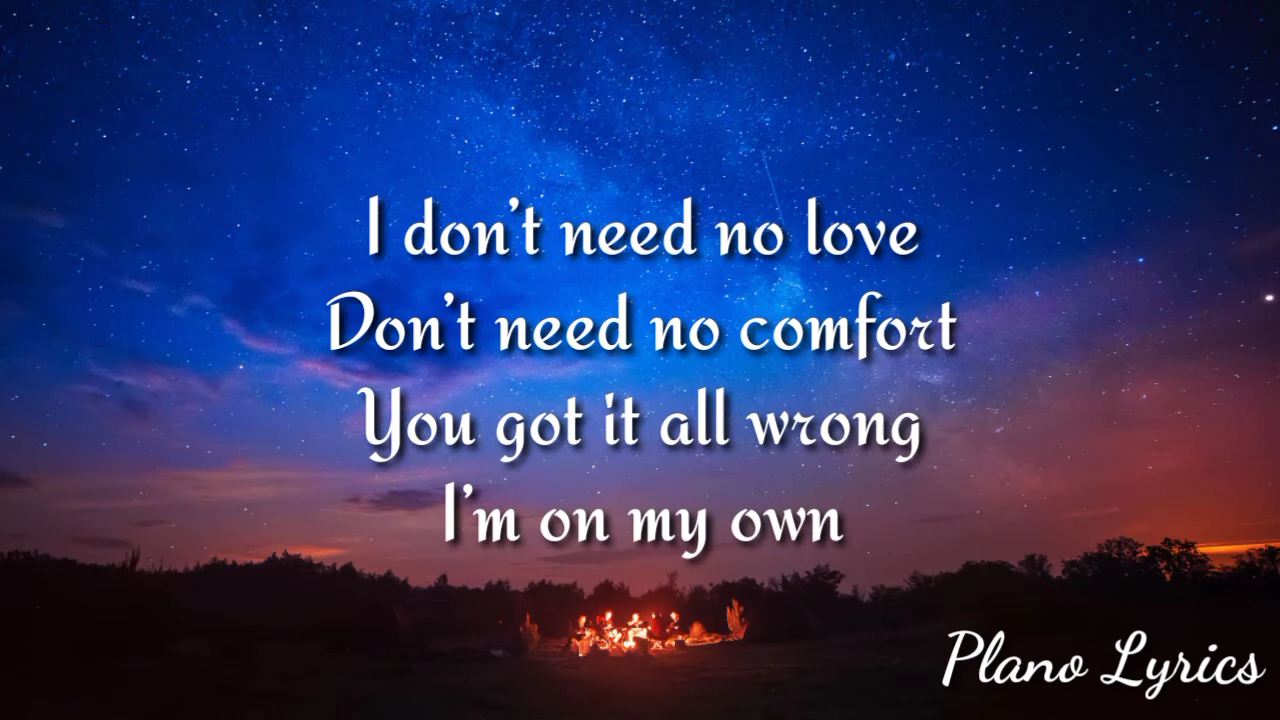 I don't need no love
Don't need no comfort
You got it all wrong
I'm on my own
Plano Lyrics